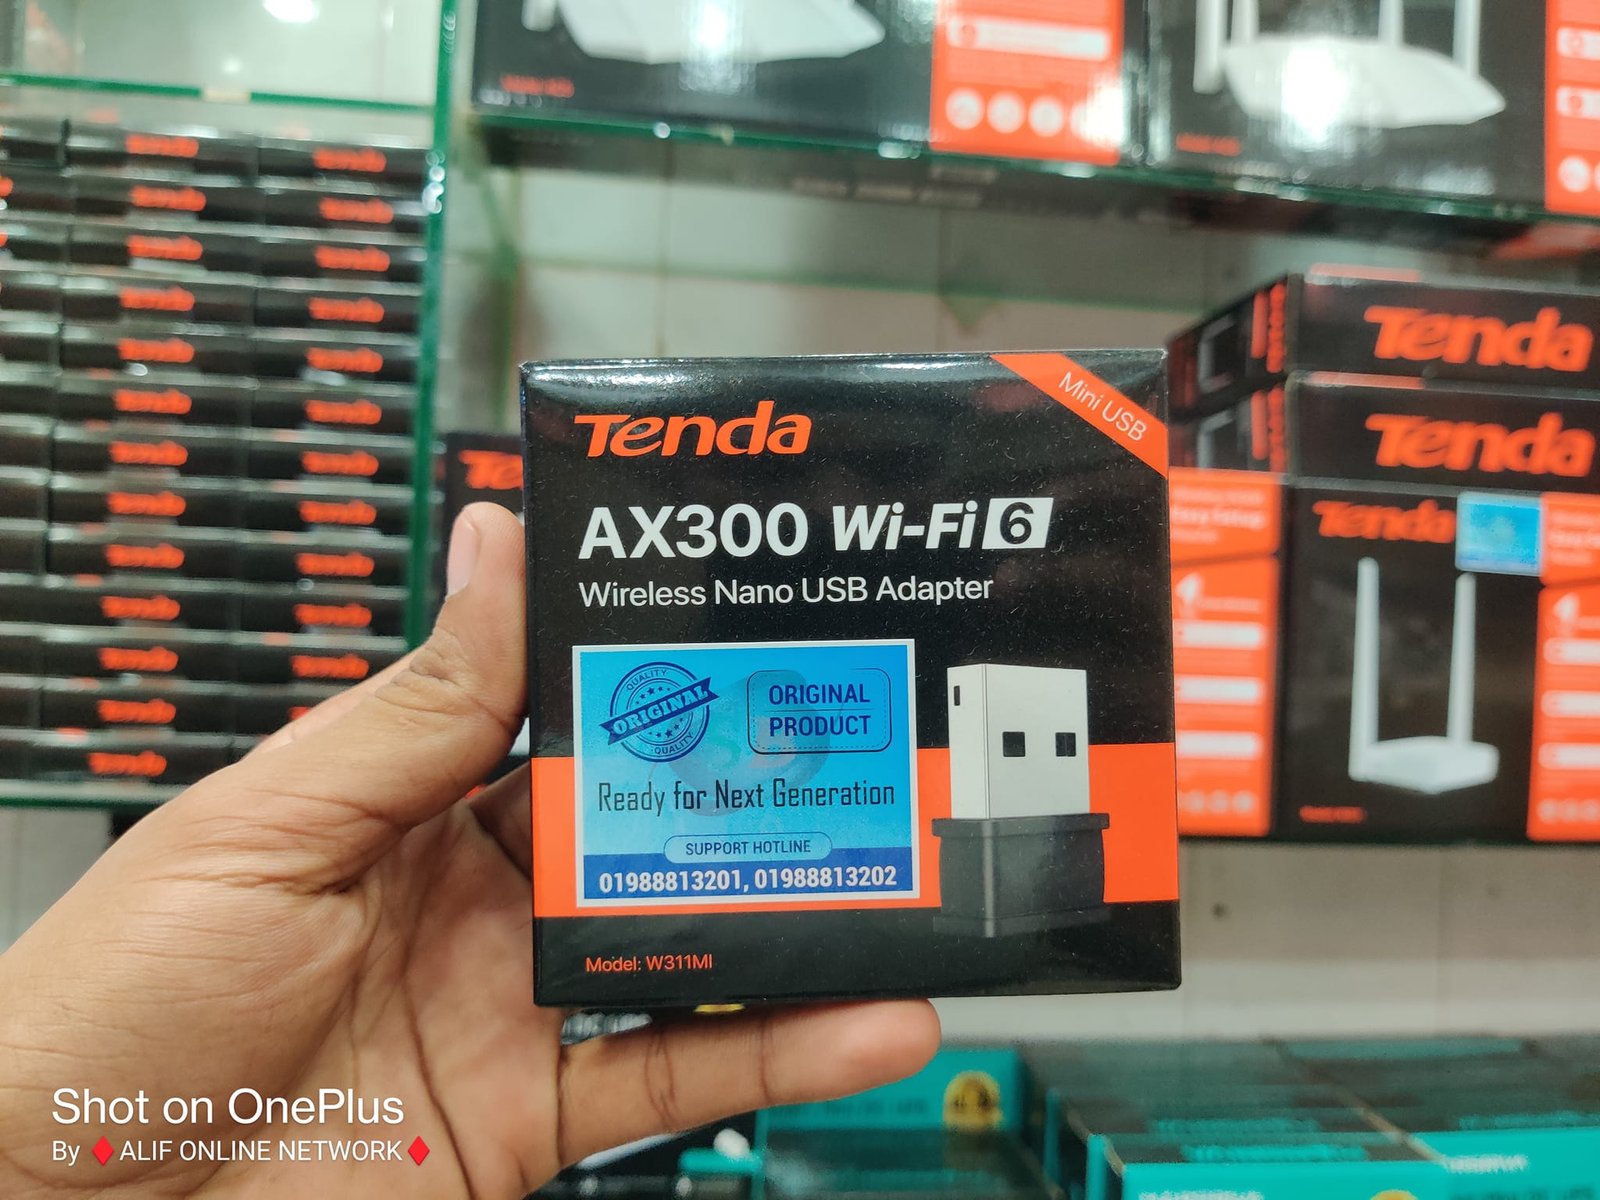 Tenda
Mini USB
AX300 Wi-Fi 6
Wireless Nano USB Adapter
QUALITY
ORIGINAL
QUALITY
ORIGINAL
PRODUCT
Ready for Next Generation
SUPPORT HOTLINE
01988813201, 01988813202
Model: W311MI
Tenda
Tenda
Tenda
Shot on OnePlus
By ♦ALIF ONLINE NETWORK♦